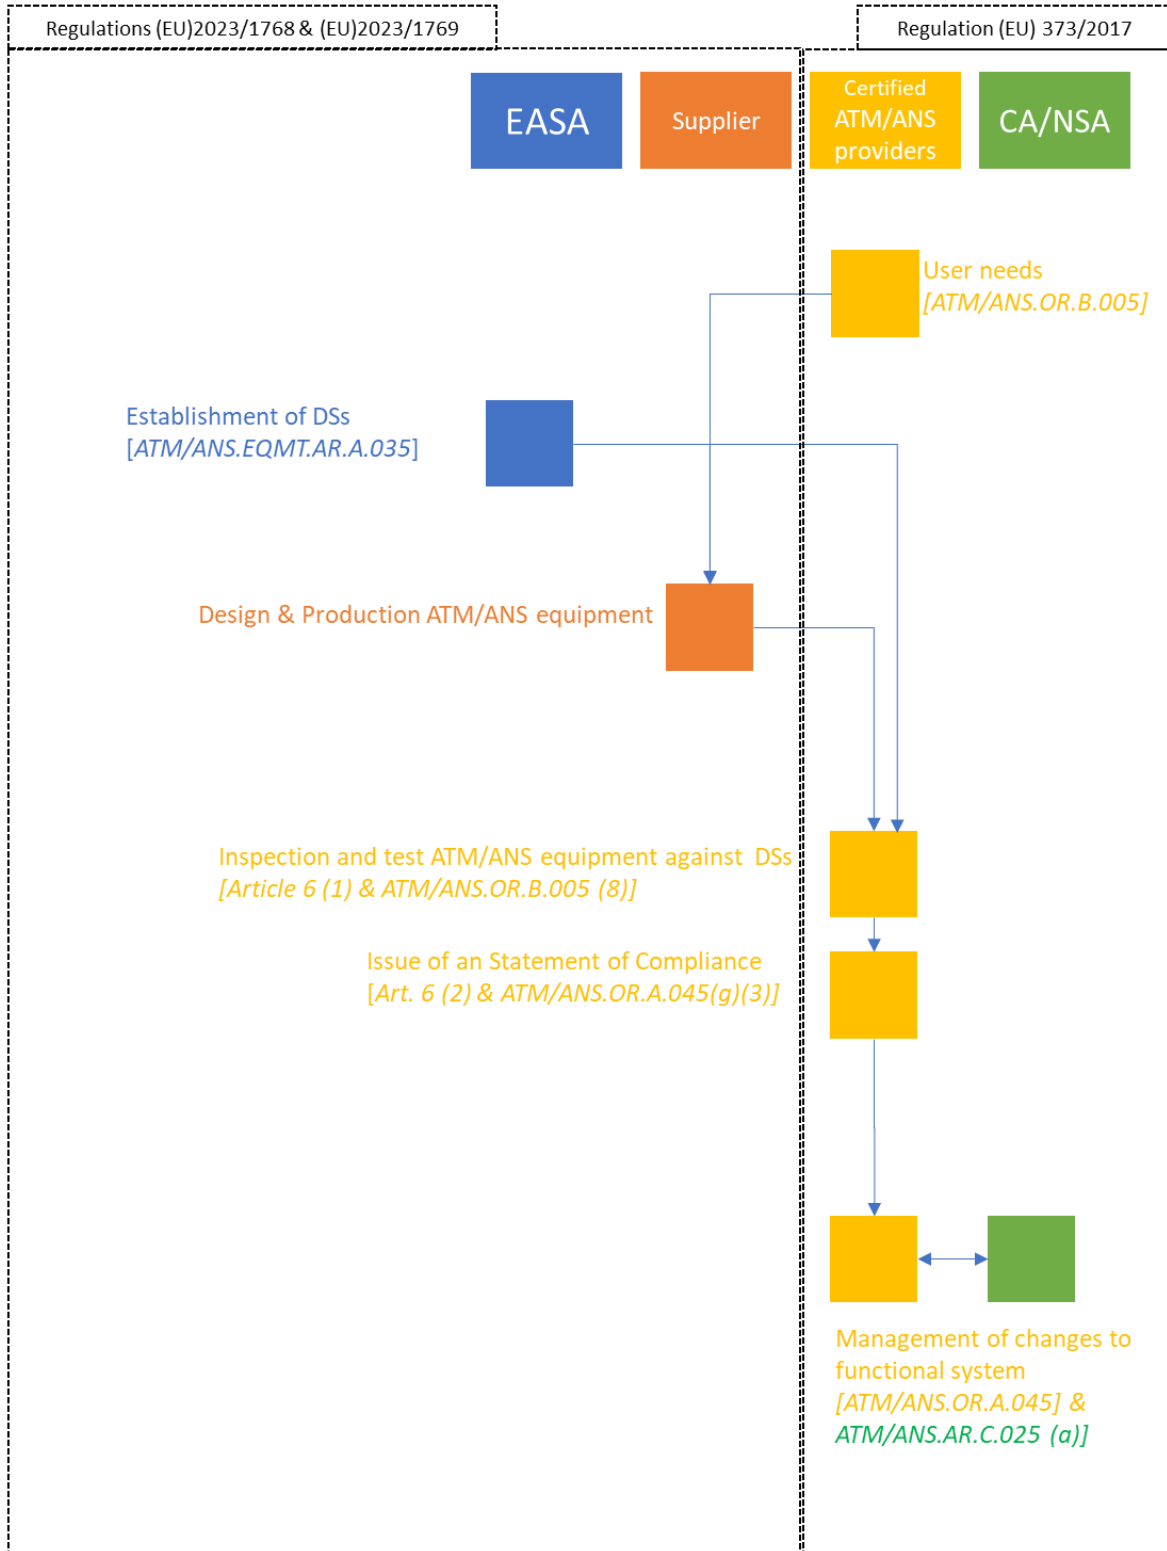 Regulations (EU)2023/1768 & (EU)2023/1769
Regulation (EU) 373/2017
EASA
Supplier
Certified
ATM/ANS
providers
CA/NSA
User needs
[ATM/ANS.OR.B.005]
Establishment of DSs
[ATM/ANS.EQMT.AR.A.035]
Design & Production ATM/ANS equipment
Inspection and test ATM/ANS equipment against DSs
[Article 6 (1) & ATM/ANS.OR.B.005 (8)]
Issue of an Statement of Compliance
[Art. 6 (2) & ATM/ANS.OR.A.045(g)(3)]
Management of changes to
functional system
[ATM/ANS.OR.A.045] &
ATM/ANS.AR.C.025 (a)]